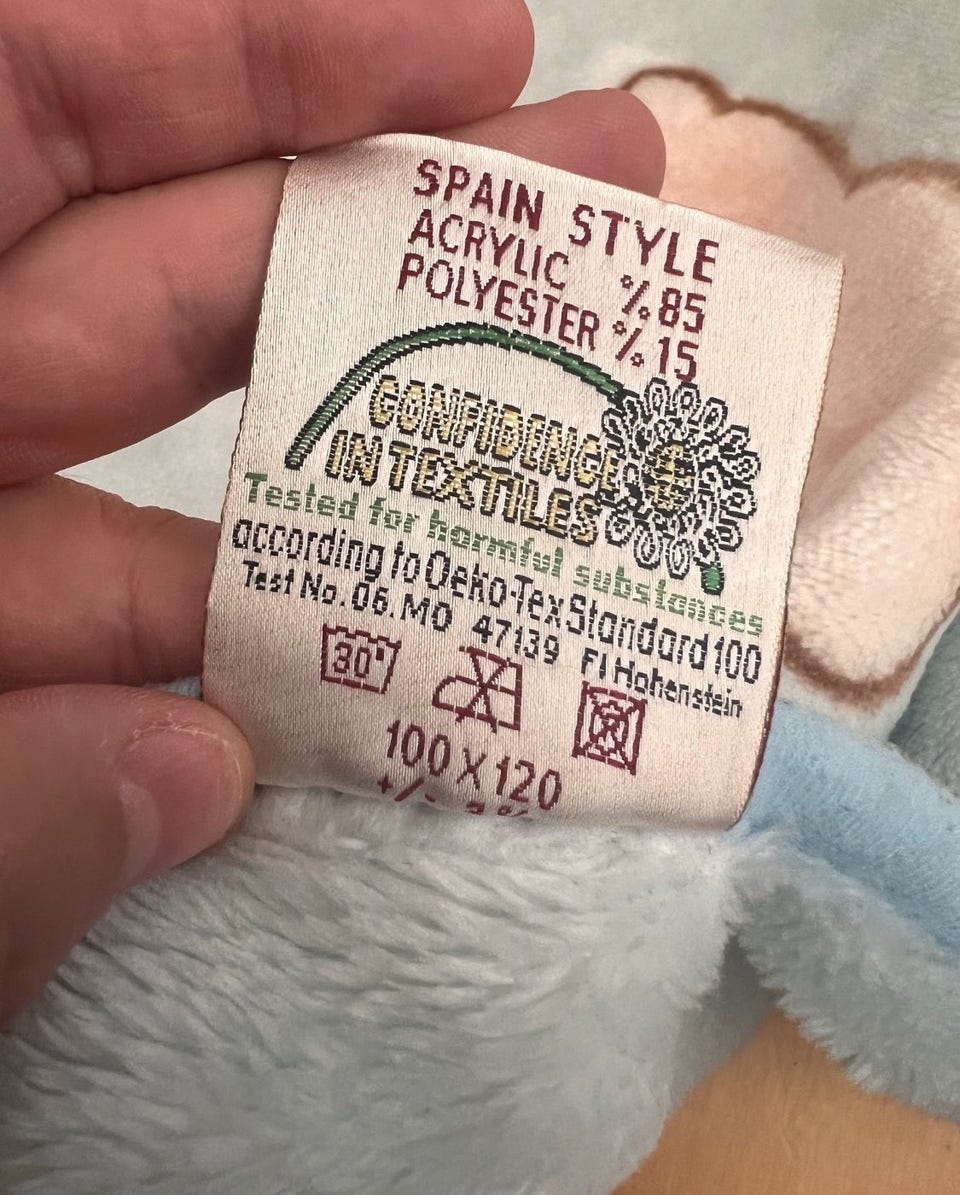 SPAIN STYLE
ACRYLIC %85
POLYESTER %15
CONFIDENCE
IN TEXTILES
Tested for harmful substances
according to Oeko-Tex Standard 100
Test No. 06.MO 47139 FI Hohenstein
30°
100 X 120
+/-